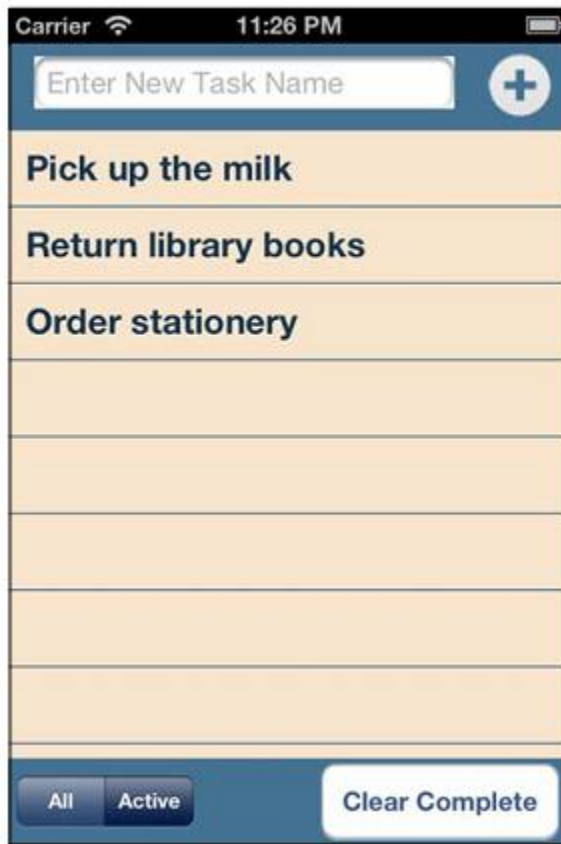 Carrier 11:26 PM
Enter New Task Name
Pick up the milk
Return library books
Order stationery
All Active Clear Complete